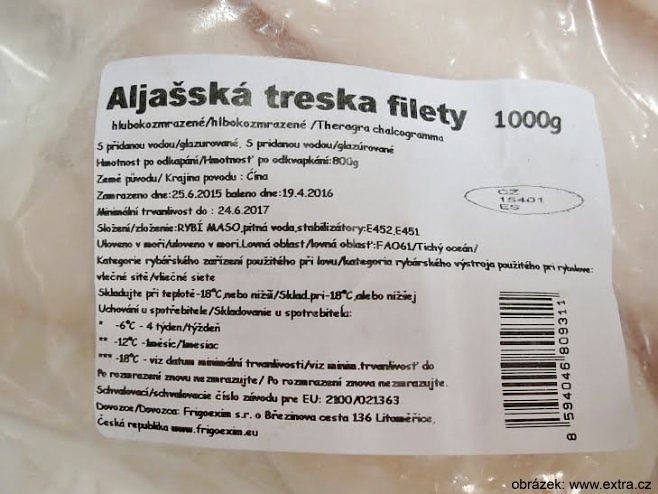 Aljašská treska filety 1000g
hlubokozmrazené/hlbokozmrazené /Theragra chalcogramma
S přidanou vodou/glazurované, S pridanou vodou/glazúrované
Hmotnost po odkapání/Hmotnosť po odkvapkání:800g
Země původu/ Krajina povodu : Čína
Zamrazeno dne:25.6.2015 baleno dne:19.4.2016
Minimální trvanlivost do : 24.6.2017
CZ
15401
ES
Složení/zloženie:RYBÍ MASO,pitná voda,stabilizátory:E452,E451
Uloveno v moři/uloveno v mori.Lovná oblast/lovná oblasť:FAO61/Tichý oceán/
Kategorie rybářského zařízení použitého při lovu/kategoria rybárského výstroja použitého pri rybolove:
vlečné sítě/vliečné siete
Skladujte při teplotě-18°C,nebo nižší/Sklad.pri-18°C,alebo nižšej
Uchování u spotřebitele/Skladovanie u spotrebiteľa:
* -6°C - 4 týden/týždeň
** -12°C -1měsíc/1mesiac
*** -18°C - viz datum minimální trvanlivosti/viz minim.trvanlivosť do
Po rozmrazení znovu nezmrazujte/ Po rozmrazení znova nezmrazujte.
Schvalovací/schvalovacie číslo závodu pre EU: 2100/021363
Dovozce/Dovozca: Frigoexim s.r. o Březinova cesta 136 Litoměřice,
Česká republika www.frigoexim.eu
8 594046 809311
obrázek: www.extra.cz